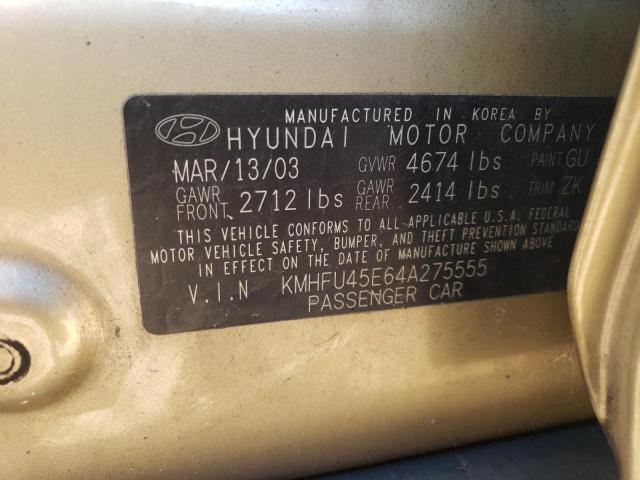 MANUFACTURED IN KOREA BY
HYUNDAI MOTOR COMPANY
MAR/13/03 GVWR 4674 lbs PAINT GU
GAWR FRONT 2712 lbs GAWR REAR 2414 lbs TRIM ZK
THIS VEHICLE CONFORMS TO ALL APPLICABLE U.S.A. FEDERAL
MOTOR VEHICLE SAFETY, BUMPER, AND THEFT PREVENTION STANDARD
IN EFFECT ON THE DATE OF MANUFACTURE SHOWN ABOVE
V.I.N KMHFU45E64A275555
PASSENGER CAR